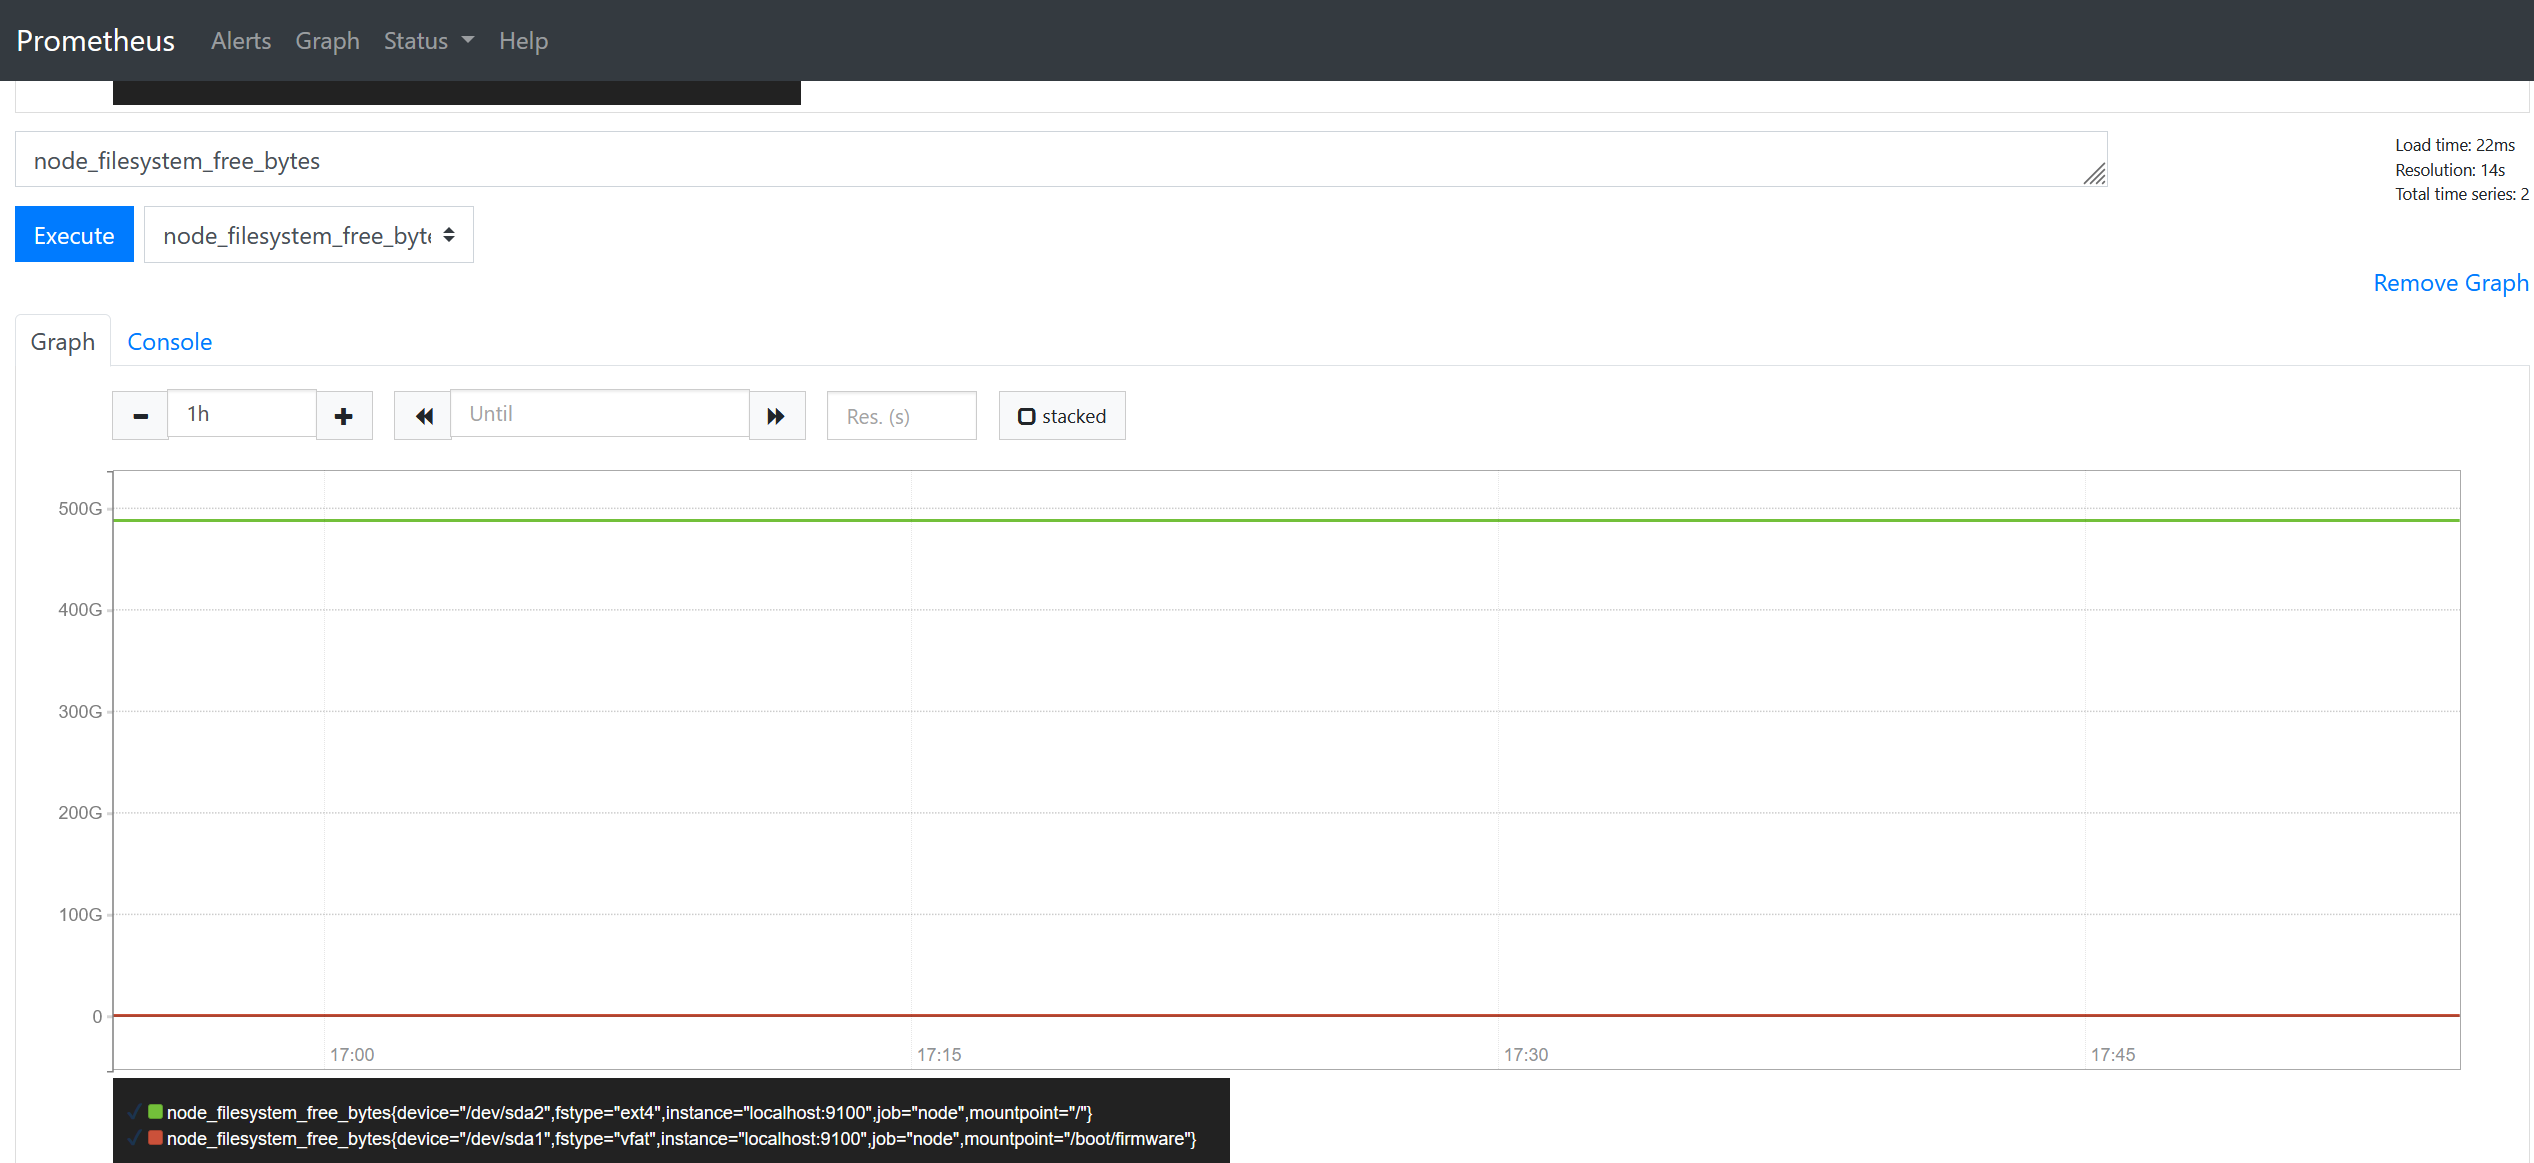 Prometheus Alerts Graph Status Help
node_filesystem_free_bytes
Load time: 22ms
Resolution: 14s
Total time series: 2
Execute node_filesystem_free_byte
Remove Graph
Graph Console
1h Until Res. (s) stacked
500G
400G
300G
200G
100G
0
17:00 17:15 17:30 17:45
node_filesystem_free_bytes{device="/dev/sda2",fstype="ext4",instance="localhost:9100",job="node",mountpoint="/"}
node_filesystem_free_bytes{device="/dev/sda1",fstype="vfat",instance="localhost:9100",job="node",mountpoint="/boot/firmware"}